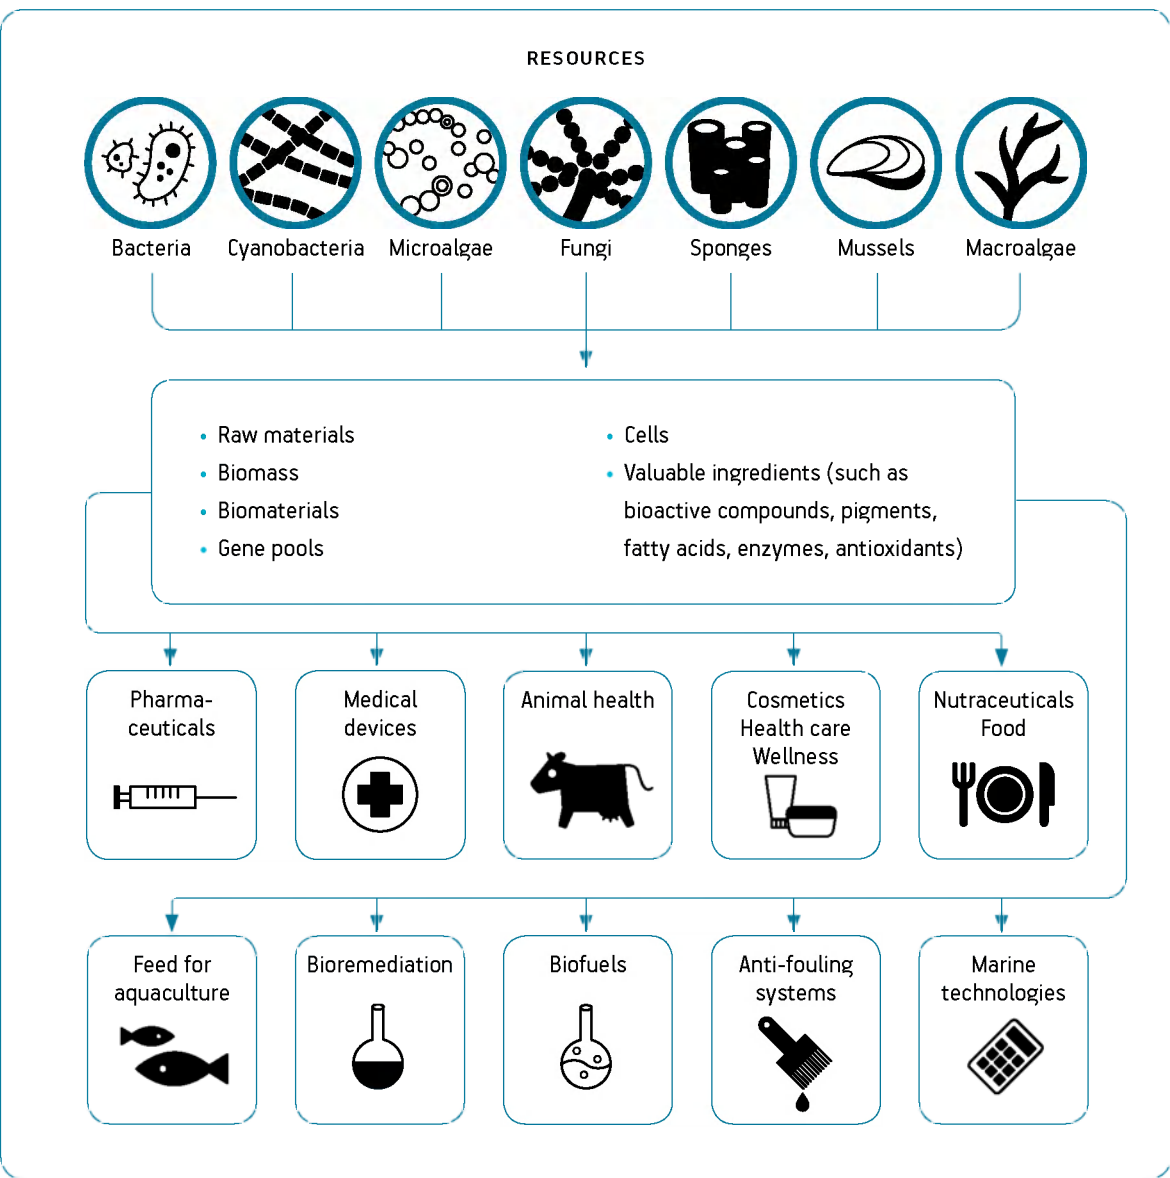 RESOURCES
Bacteria
Cyanobacteria
Microalgae
Fungi
Sponges
Mussels
Macroalgae
• Raw materials
• Biomass
• Biomaterials
• Gene pools
• Cells
• Valuable ingredients (such as
bioactive compounds, pigments,
fatty acids, enzymes, antioxidants)
Pharma-
ceuticals
Medical
devices
Animal health
Cosmetics
Health care
Wellness
Nutraceuticals
Food
Feed for
aquaculture
Bioremediation
Biofuels
Anti-fouling
systems
Marine
technologies